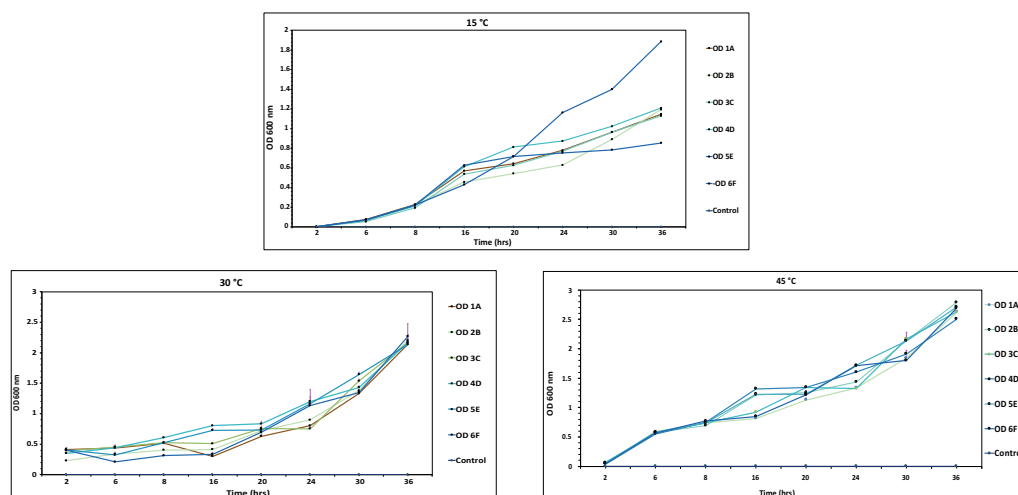 15 °C
2
1.8
1.6
1.4
1.2
1
0.8
0.6
0.4
0.2
0
OD 600 nm
2 6 8 16 20 24 30 36
Time (hrs)
OD 1A
OD 2B
OD 3C
OD 4D
OD 5E
OD 6F
Control
30 °C
3
2.5
2
1.5
1
0.5
0
OD 600 nm
2 6 8 16 20 24 30 36
Time (hrs)
OD 1A
OD 2B
OD 3C
OD 4D
OD 5E
OD 6F
Control
45 °C
3
2.5
2
1.5
1
0.5
0
OD 600 nm
2 6 8 16 20 24 30 36
Time (hrs)
OD 1A
OD 2B
OD 3C
OD 4D
OD 5E
OD 6F
Control